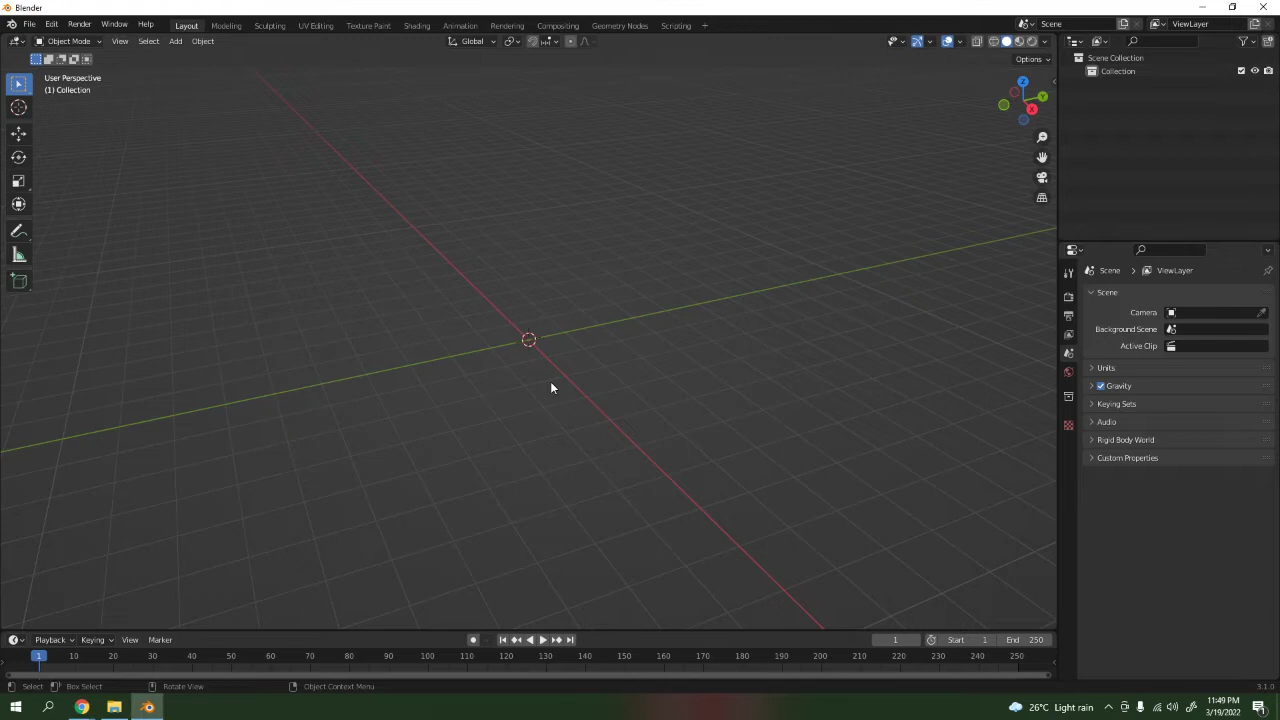 Blender
File Edit Render Window Help Layout Modeling Sculpting UV Editing Texture Paint Shading Animation Rendering Compositing Geometry Nodes Scripting + Scene ViewLayer
Object Mode View Select Add Object Global
Options
User Perspective
(1) Collection
Z
Y
X
Scene Collection
Collection
Scene > ViewLayer
Scene
Camera
Background Scene
Active Clip
Units
Gravity
Keying Sets
Audio
Rigid Body World
Custom Properties
Playback Keying View Marker 1 Start 1 End 250
1 10 20 30 40 50 60 70 80 90 100 110 120 130 140 150 160 170 180 190 200 210 220 230 240 250
Select Box Select Rotate View Object Context Menu 3.1.0
26°C Light rain
11:49 PM
3/19/2022
1